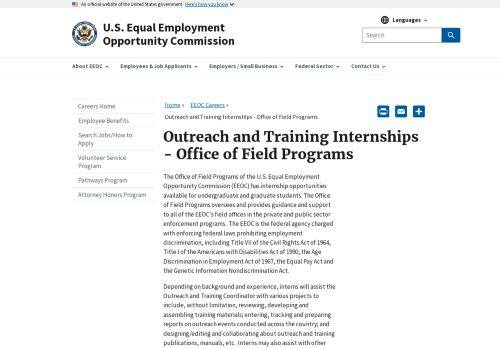 An official website of the United States government Here's how you know
U.S. Equal Employment
Opportunity Commission
Languages
Search
About EEOC
Employees & Job Applicants
Employers / Small Business
Federal Sector
Contact Us
Careers Home
Employee Benefits
Search Jobs/How to
Apply
Volunteer Service
Program
Pathways Program
Attorney Honors Program
Home » EEOC Careers »
Outreach and Training Internships - Office of Field Programs
Outreach and Training Internships
- Office of Field Programs
The Office of Field Programs of the U.S. Equal Employment
Opportunity Commission (EEOC) has internship opportunities
available for undergraduate and graduate students. The Office
of Field Programs oversees and provides guidance and support
to all of the EEOC's field offices in the private and public sector
enforcement programs. The EEOC is the federal agency charged
with enforcing federal laws prohibiting employment
discrimination, including Title VII of the Civil Rights Act of 1964,
Title I of the Americans with Disabilities Act of 1990, the Age
Discrimination in Employment Act of 1967, the Equal Pay Act and
the Genetic Information Nondiscrimination Act.
Depending on background and experience, interns will assist the
Outreach and Training Coordinator with various projects to
include, without limitation, reviewing, developing and
assembling training materials; entering, tracking and preparing
reports on outreach events conducted across the country; and
designing/editing and collaborating about outreach and training
publications, manuals, etc. Interns may also assist with other